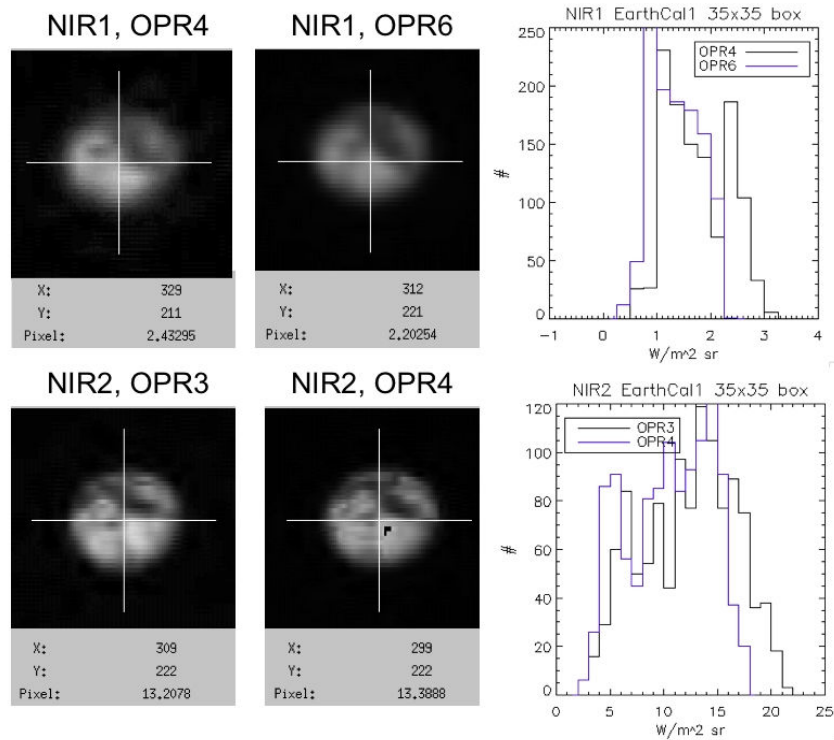 NIR1, OPR4
X: 329
Y: 211
Pixel: 2.43295
NIR1, OPR6
X: 312
Y: 221
Pixel: 2.20254
NIR1 EarthCal1 35x35 box
OPR4
OPR6
#
250
200
150
100
50
0
-1 0 1 2 3 4
W/m^2 sr
NIR2, OPR3
X: 309
Y: 222
Pixel: 13.2078
NIR2, OPR4
X: 299
Y: 222
Pixel: 13.3888
NIR2 EarthCal1 35x35 box
OPR3
OPR4
#
120
100
80
60
40
20
0
0 5 10 15 20 25
W/m^2 sr